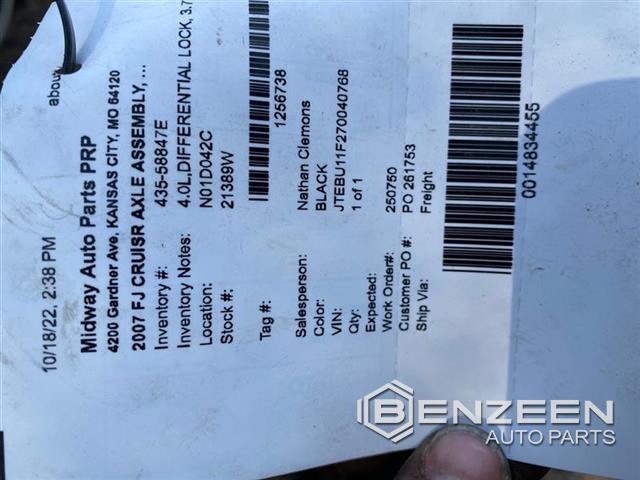 10/18/22, 2:38 PM
Midway Auto Parts PRP
4200 Gardner Ave. KANSAS CITY, MO 64120
2007 FJ CRUISR AXLE ASSEMBLY, ...
Inventory #: 435-58847E
Inventory Notes: 4.0L,DIFFERENTIAL LOCK, 3.7
Location: N01D042C
Stock #: 21389W
Tag #: 1256738
Salesperson: Nathan Clemons
Color: BLACK
VIN: JTEBU11F270040768
Qty: 1 of 1
Expected:
Work Order#: 250750
Customer PO #: PO 261753
Ship Via: Freight
0014834455
BENZEEN
AUTO PARTS